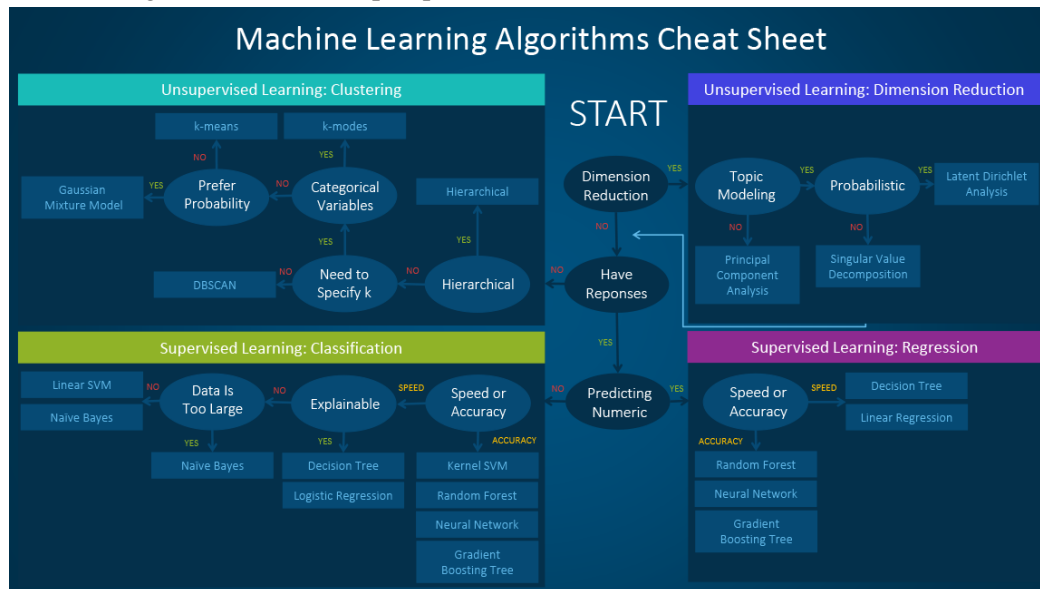 Machine Learning Algorithms Cheat Sheet
Unsupervised Learning: Clustering
k-means
k-modes
NO
YES
Gaussian
Mixture Model
YES
Prefer
Probability
NO
Categorical
Variables
Hierarchical
YES
YES
DBSCAN
NO
Need to
Specify k
NO
Hierarchical
START
Dimension
Reduction
YES
NO
NO
Have
Reponses
YES
NO
Predicting
Numeric
YES
Unsupervised Learning: Dimension Reduction
Topic
Modeling
YES
Probabilistic
YES
Latent Dirichlet
Analysis
NO
NO
Principal
Component
Analysis
Singular Value
Decomposition
Supervised Learning: Classification
Linear SVM
Naïve Bayes
NO
Data Is
Too Large
NO
Explainable
SPEED
Speed or
Accuracy
YES
YES
ACCURACY
Naïve Bayes
Decision Tree
Logistic Regression
Kernel SVM
Random Forest
Neural Network
Gradient
Boosting Tree
Supervised Learning: Regression
Speed or
Accuracy
SPEED
Decision Tree
Linear Regression
ACCURACY
Random Forest
Neural Network
Gradient
Boosting Tree